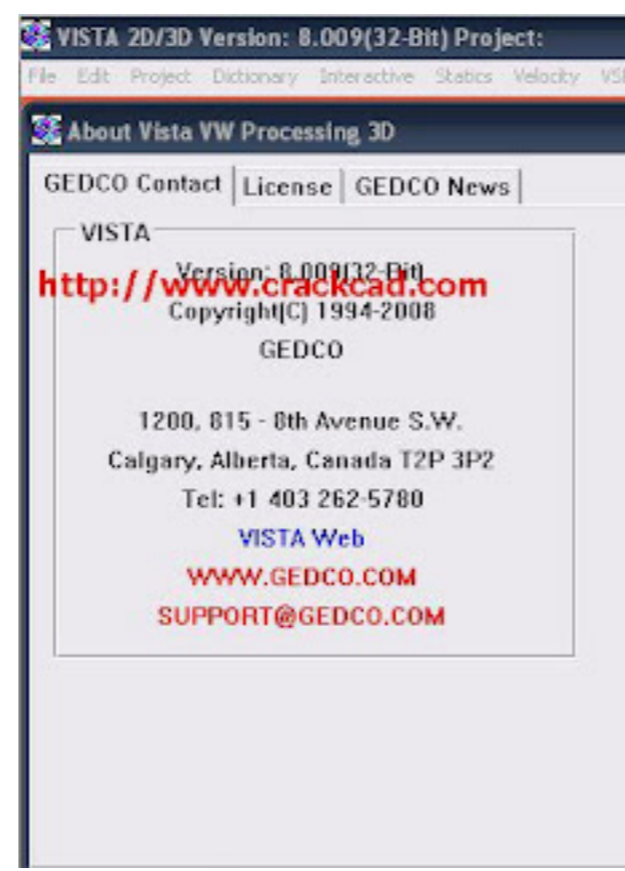 VISTA 2D/3D Version: 8.009(32-Bit) Project:
File Edit Project Dictionary Interactive Statics Velocity
About Vista VW Processing 3D
GEDCO Contact License GEDCO News
VISTA
Version: 8.009(32-Bit)
http://www.crackcad.com
Copyright(C) 1994-2008
GEDCO
1200, 815 - 8th Avenue S.W.
Calgary, Alberta, Canada T2P 3P2
Tel: +1 403 262-5780
VISTA Web
WWW.GEDCO.COM
SUPPORT@GEDCO.COM